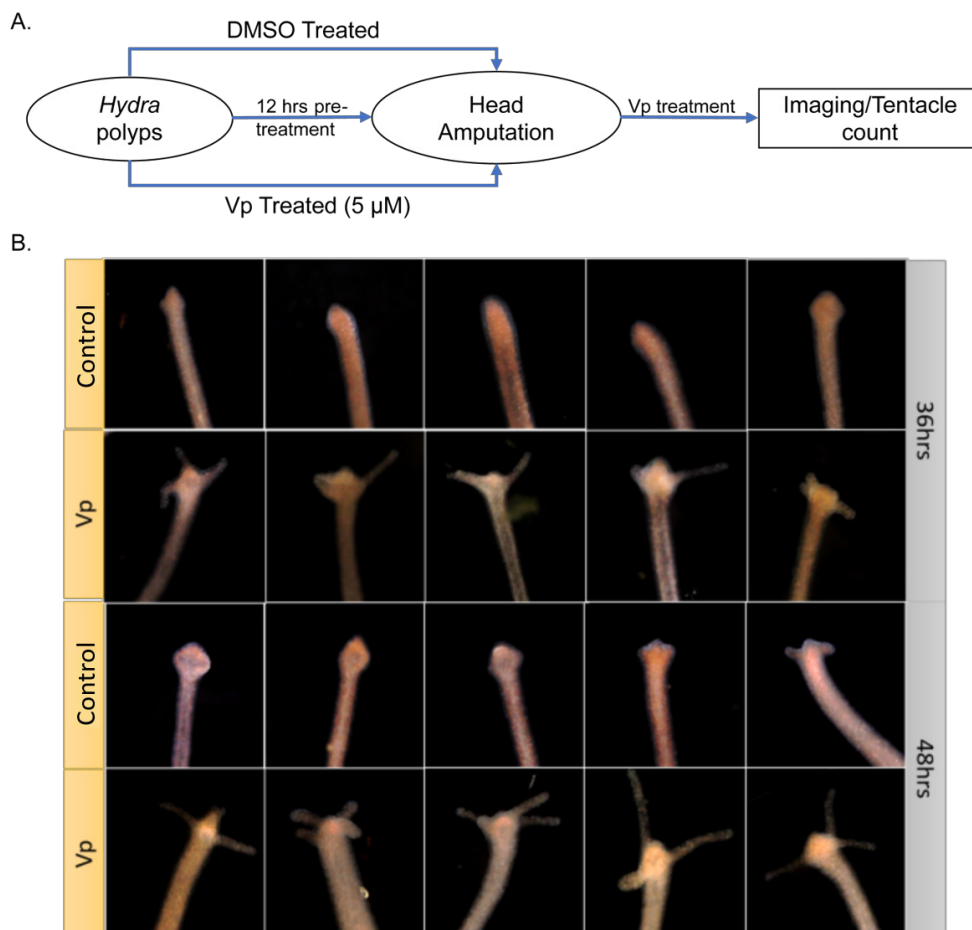 A.
DMSO Treated
Hydra
polyps
12 hrs pre-
treatment
Head
Amputation
Vp treatment
Imaging/Tentacle
count
Vp Treated (5 µM)
B.
Control
Vp
36hrs
Control
Vp
48hrs